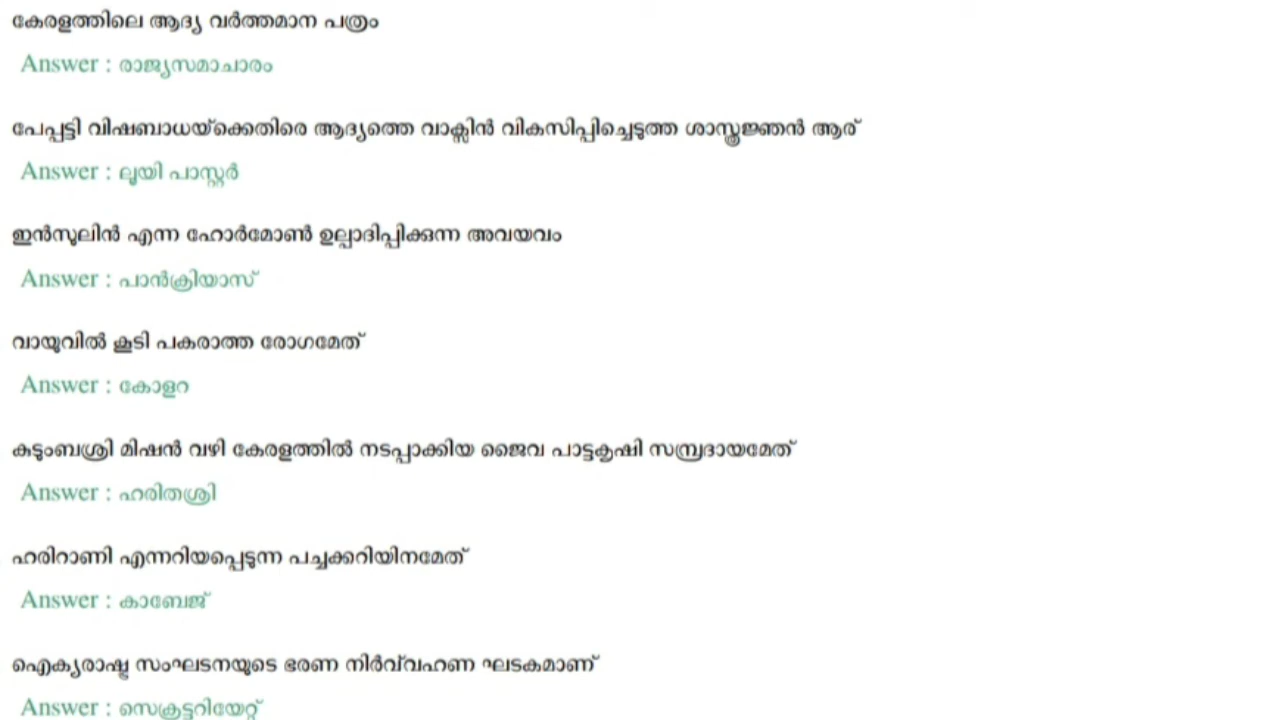 കേരളത്തിലെ ആദ്യ വർത്തമാന പത്രം
Answer : രാജ്യസമാചാരം
പേപ്പട്ടി വിഷബാധയ്ക്കെതിരെ ആദ്യത്തെ വാക്സിൻ വികസിപ്പിച്ചെടുത്ത ശാസ്ത്രജ്ഞൻ ആര്
Answer : ലൂയി പാസ്റ്റർ
ഇൻസുലിൻ എന്ന ഹോർമോൺ ഉല്പാദിപ്പിക്കുന്ന അവയവം
Answer : പാൻക്രിയാസ്
വായുവിൽ കൂടി പകരാത്ത രോഗമേത്
Answer : കോളറ
കുടുംബശ്രി മിഷൻ വഴി കേരളത്തിൽ നടപ്പാക്കിയ ജൈവ പാട്ടകൃഷി സമ്പ്രദായമേത്
Answer : ഹരിതശ്രി
ഹരിറാണി എന്നറിയപ്പെടുന്ന പച്ചക്കറിയിനമേത്
Answer : കാബേജ്
ഐക്യരാഷ്ട്ര സംഘടനയുടെ ഭരണ നിർവ്വഹണ ഘടകമാണ്
Answer : സെക്രട്ടറിയേറ്റ്